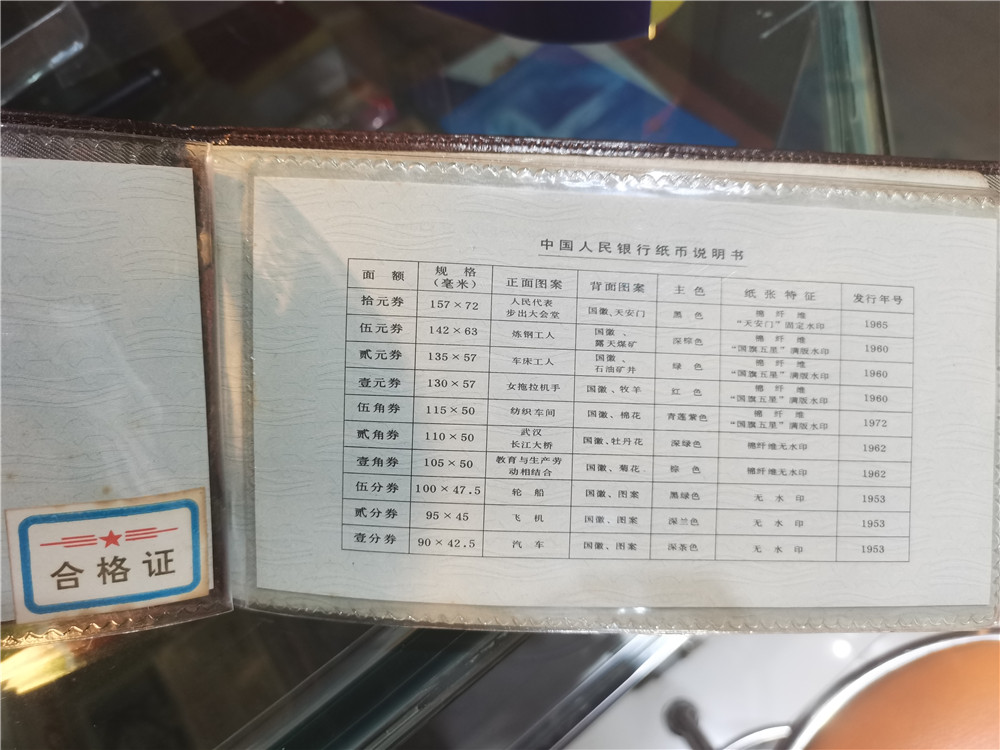 中国人民银行纸币说明书
面额 规格(毫米) 正面图案 背面图案 主色 纸张特征 发行年号
拾元券 157×72 人民代表步出大会堂 国徽、天安门 黑色 棉纤维“天安门”固定水印 1965
伍元券 142×63 炼钢工人 国徽、露天煤矿 深棕色 棉纤维“国旗五星”满版水印 1960
贰元券 135×57 车床工人 国徽、石油矿井 绿色 棉纤维“国旗五星”满版水印 1960
壹元券 130×57 女拖拉机手 国徽、牧羊 红色 棉纤维“国旗五星”满版水印 1960
伍角券 115×50 纺织车间 国徽、棉花 青莲紫色 棉纤维“国旗五星”满版水印 1972
贰角券 110×50 武汉长江大桥 国徽、牡丹花 深绿色 棉纤维无水印 1962
壹角券 105×50 教育与生产劳动相结合 国徽、菊花 棕色 棉纤维无水印 1962
伍分券 100×47.5 轮船 国徽、图案 墨绿色 无水印 1953
贰分券 95×45 飞机 国徽、图案 深兰色 无水印 1953
壹分券 90×42.5 汽车 国徽、图案 深茶色 无水印 1953
合格证